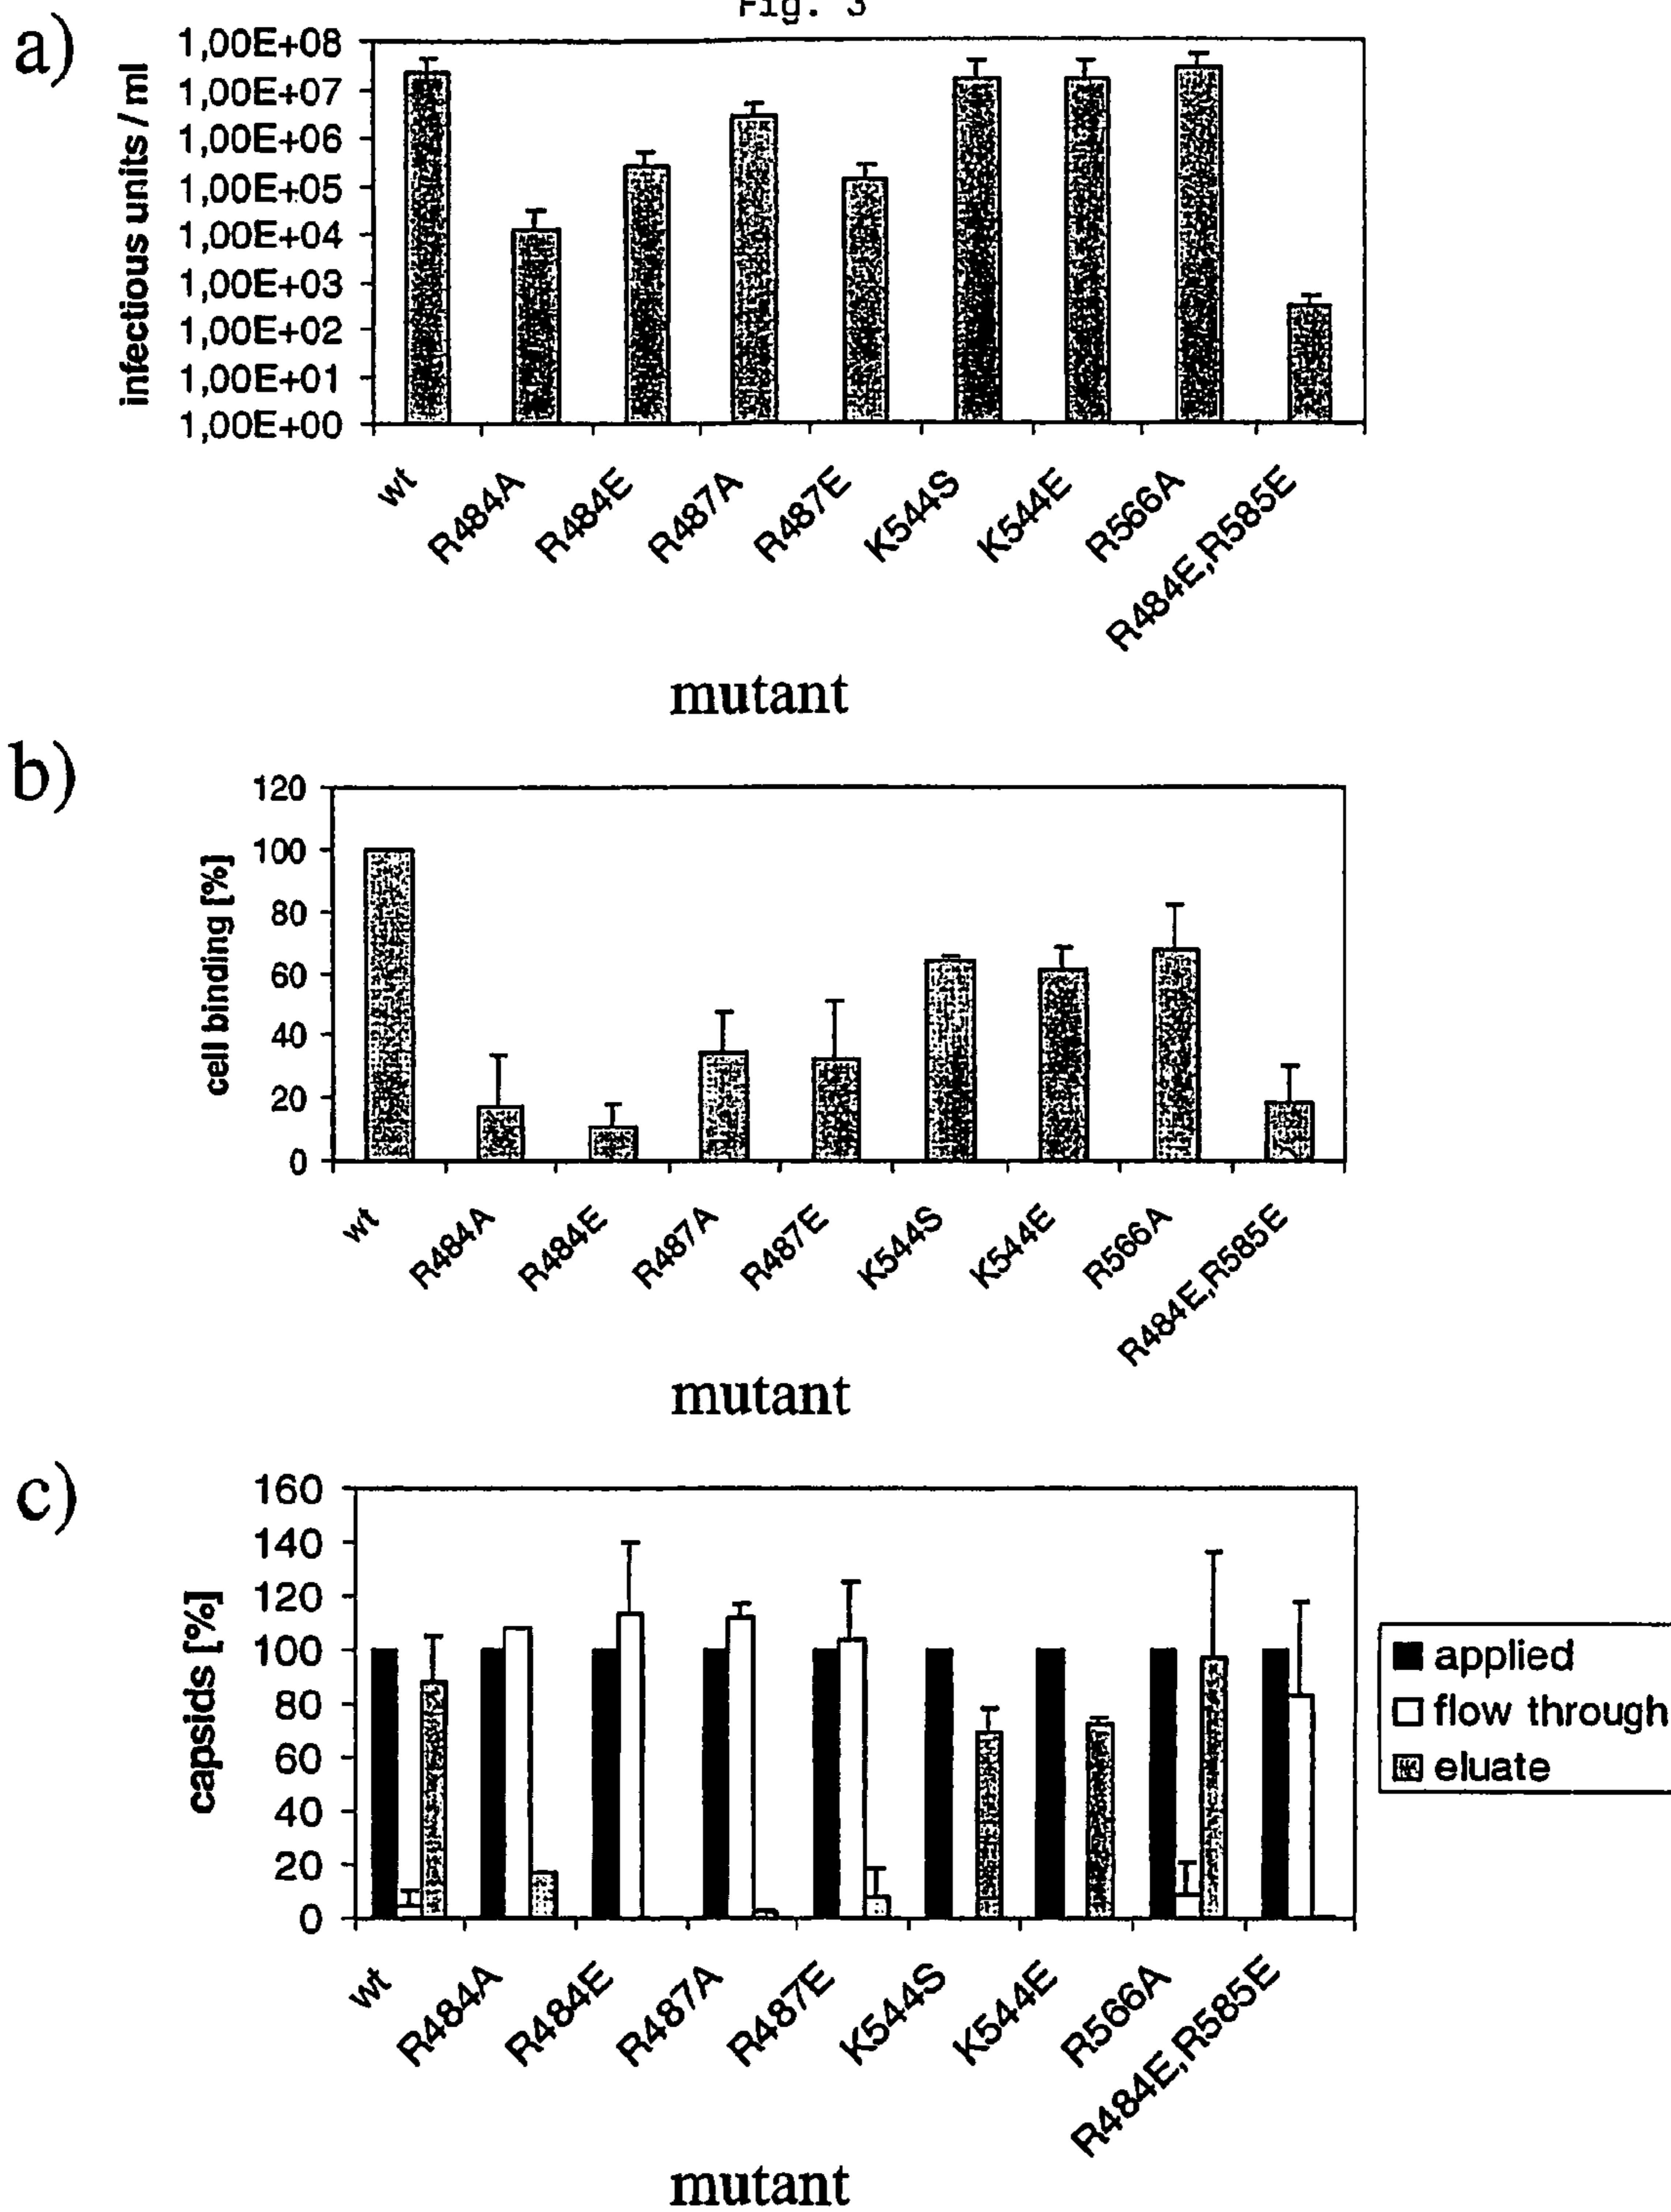 Fig. 3
a)
infectious units / ml
1,00E+08
1,00E+07
1,00E+06
1,00E+05
1,00E+04
1,00E+03
1,00E+02
1,00E+01
1,00E+00
wt
R484A
R484E
R487A
R487E
K544S
K544E
R566A
R484E,R585E
mutant
b)
cell binding [%]
120
100
80
60
40
20
0
wt
R484A
R484E
R487A
R487E
K544S
K544E
R566A
R484E,R585E
mutant
c)
capsids [%]
160
140
120
100
80
60
40
20
0
applied
flow through
eluate
wt
R484A
R484E
R487A
R487E
K544S
K544E
R566A
R484E,R585E
mutant